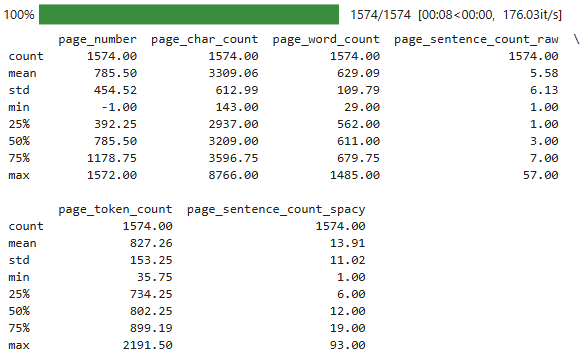 100% 1574/1574 [00:08<00:00, 176.03it/s]
page_number page_char_count page_word_count page_sentence_count_raw \
count 1574.00 1574.00 1574.00 1574.00
mean 785.50 3309.06 629.09 5.58
std 454.52 612.99 109.79 6.13
min -1.00 143.00 29.00 1.00
25% 392.25 2937.00 562.00 1.00
50% 785.50 3209.00 611.00 3.00
75% 1178.75 3596.75 679.75 7.00
max 1572.00 8766.00 1485.00 57.00
page_token_count page_sentence_count_spacy
count 1574.00 1574.00
mean 827.26 13.91
std 153.25 11.02
min 35.75 1.00
25% 734.25 6.00
50% 802.25 12.00
75% 899.19 19.00
max 2191.50 93.00